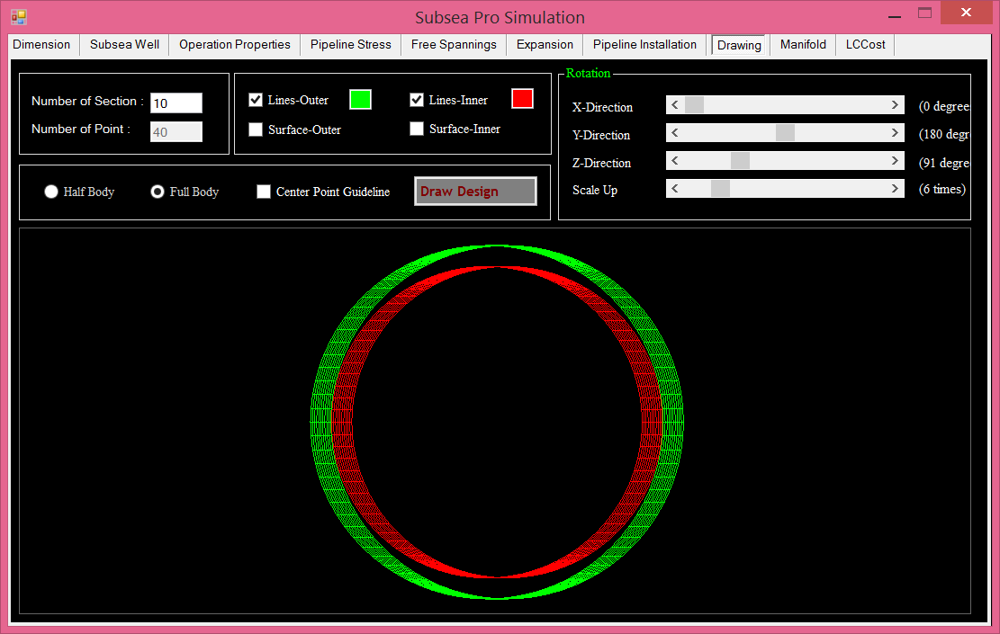 Subsea Pro Simulation
Dimension Subsea Well Operation Properties Pipeline Stress Free Spannings Expansion Pipeline Installation Drawing Manifold LCCost
Number of Section : 10
Number of Point : 40
Lines-Outer Lines-Inner
Surface-Outer Surface-Inner
Half Body Full Body Center Point Guideline Draw Design
Rotation
X-Direction (0 degree
Y-Direction (180 degr
Z-Direction (91 degre
Scale Up (6 times)